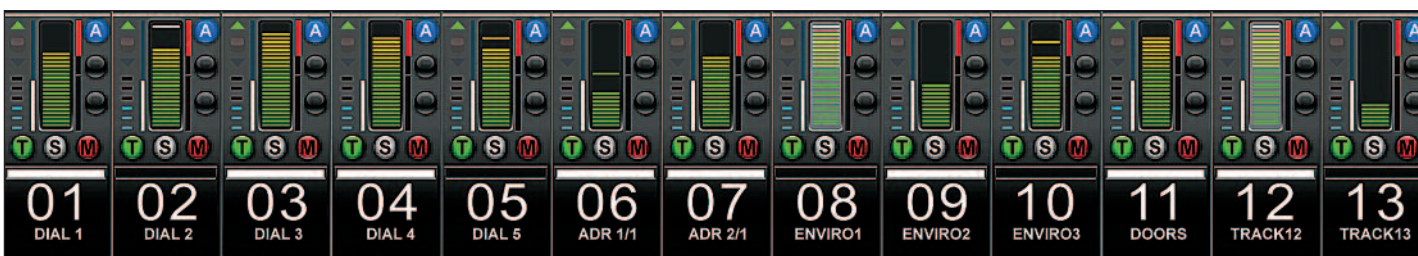 A A A A A A A A A A A A A
T S M T S M T S M T S M T S M T S M T S M T S M T S M T S M T S M T S M T S M
01 02 03 04 05 06 07 08 09 10 11 12 13
DIAL 1 DIAL 2 DIAL 3 DIAL 4 DIAL 5 ADR 1/1 ADR 2/1 ENVIRO1 ENVIRO2 ENVIRO3 DOORS TRACK12 TRACK13